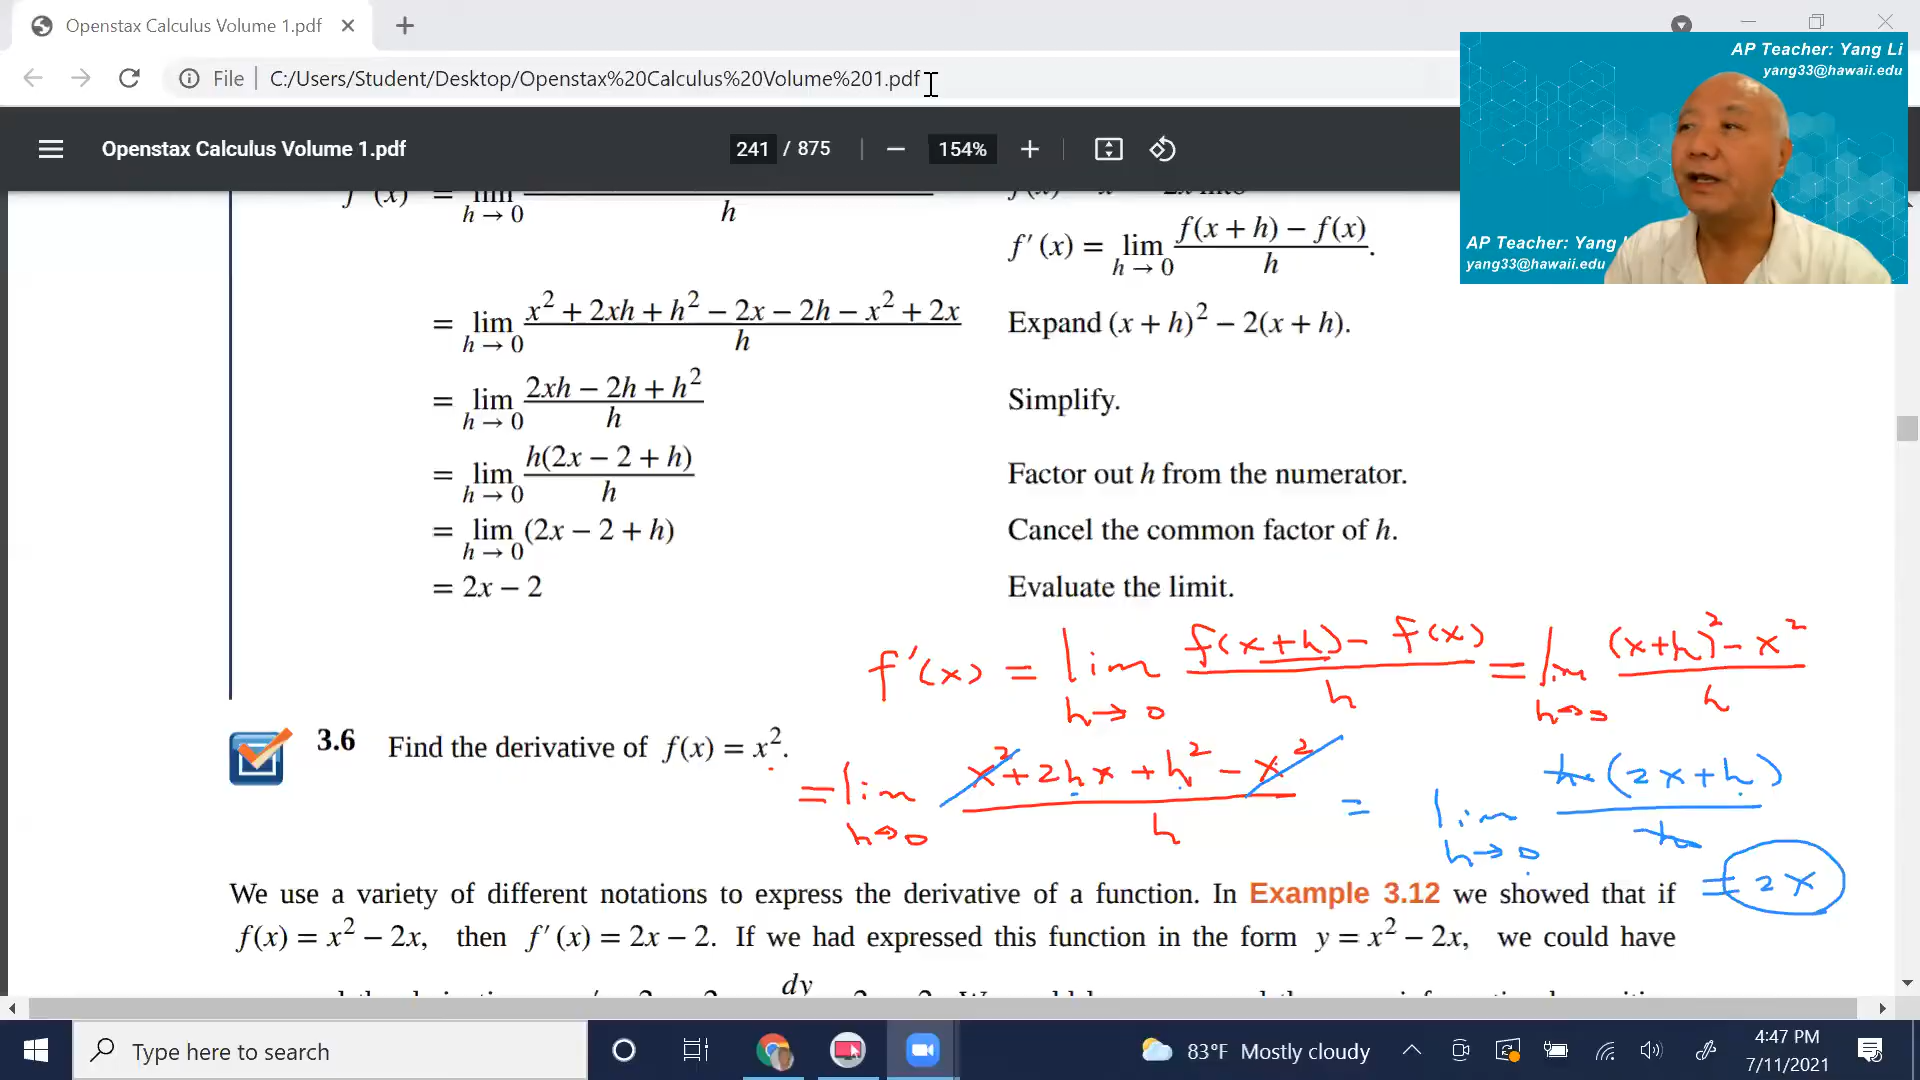 Openstax Calculus Volume 1.pdf
File C:/Users/Student/Desktop/Openstax%20Calculus%20Volume%201.pdf
AP Teacher: Yang Li
yang33@hawaii.edu
AP Teacher: Yang
yang33@hawaii.edu
Openstax Calculus Volume 1.pdf 241 / 875 154%
f′(x) = lim h→0 h
f′(x) = lim h→0 f(x + h) − f(x) / h.
= lim h→0 x² + 2xh + h² − 2x − 2h − x² + 2x / h Expand (x + h)² − 2(x + h).
= lim h→0 2xh − 2h + h² / h Simplify.
= lim h→0 h(2x − 2 + h) / h Factor out h from the numerator.
= lim h→0 (2x − 2 + h) Cancel the common factor of h.
= 2x − 2 Evaluate the limit.
f′(x) = lim h→0 f(x+h) − f(x) / h = lim h→0 (x+h)² − x² / h
3.6 Find the derivative of f(x) = x².
= lim h→0 x² + 2hx + h² − x² / h = lim h→0 h(2x+h) / h
= 2x
We use a variety of different notations to express the derivative of a function. In Example 3.12 we showed that if
f(x) = x² − 2x, then f′(x) = 2x − 2. If we had expressed this function in the form y = x² − 2x, we could have
dy
Type here to search
83°F Mostly cloudy
4:47 PM
7/11/2021